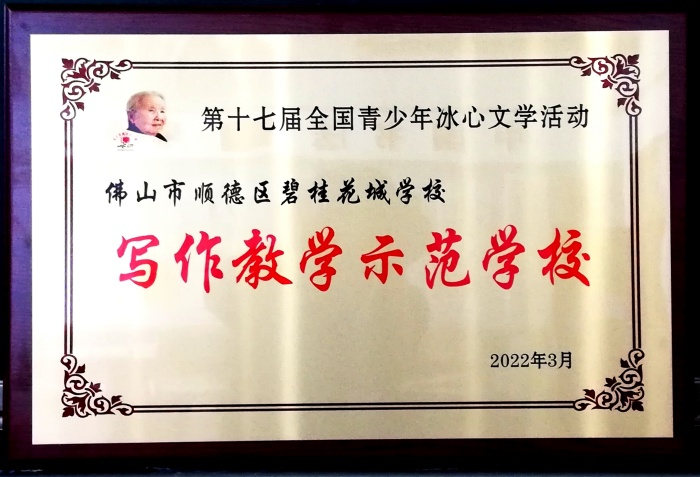 第十七届全国青少年冰心文学活动
佛山市顺德区碧桂花城学校
写作教学示范学校
2022年3月